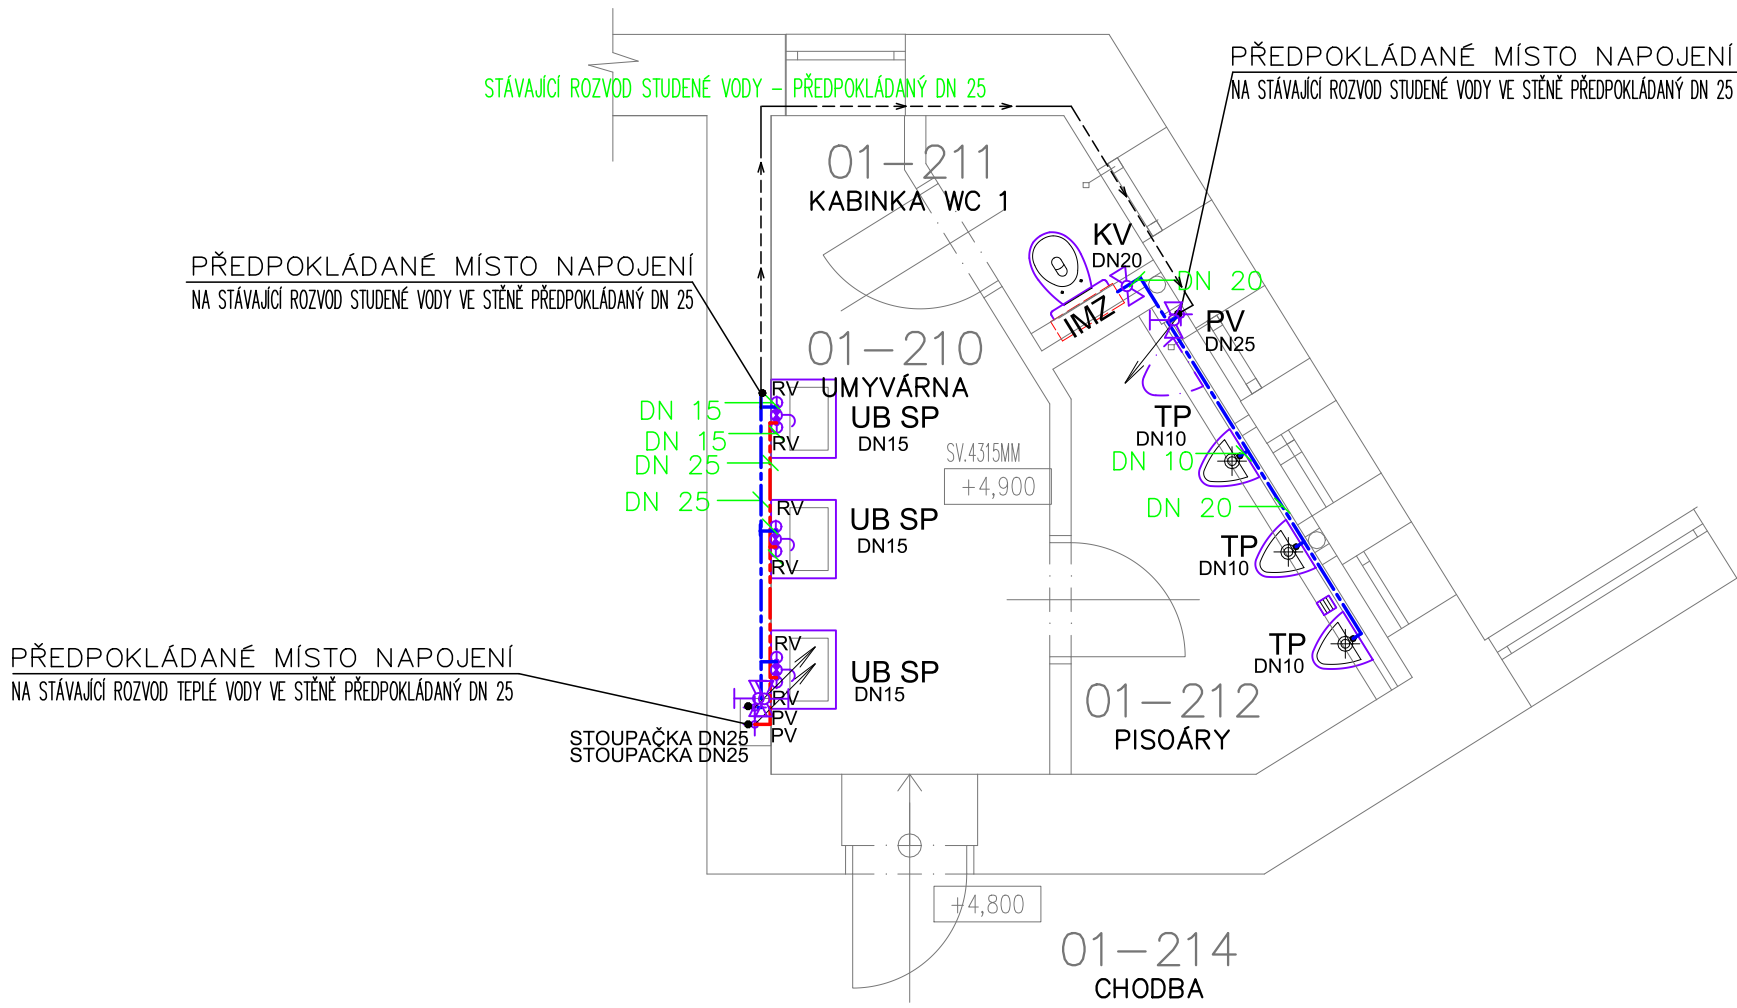 PŘEDPOKLÁDANÉ MÍSTO NAPOJENÍ
NA STÁVAJÍCÍ ROZVOD STUDENÉ VODY VE STĚNĚ PŘEDPOKLÁDANÝ DN 25
STÁVAJÍCÍ ROZVOD STUDENÉ VODY - PŘEDPOKLÁDANÝ DN 25
01-211
KABINKA WC 1
KV
DN20
DN 20
IMZ
PV
DN25
PŘEDPOKLÁDANÉ MÍSTO NAPOJENÍ
NA STÁVAJÍCÍ ROZVOD STUDENÉ VODY VE STĚNĚ PŘEDPOKLÁDANÝ DN 25
01-210
UMYVÁRNA
RV
UB SP
DN15
RV
DN 15
DN 15
DN 25
DN 25
SV.4315MM
+4,900
TP
DN10
DN 10
DN 20
RV
UB SP
DN15
RV
TP
DN10
TP
DN10
RV
UB SP
DN15
RV
PV
PV
PŘEDPOKLÁDANÉ MÍSTO NAPOJENÍ
NA STÁVAJÍCÍ ROZVOD TEPLÉ VODY VE STĚNĚ PŘEDPOKLÁDANÝ DN 25
STOUPAČKA DN25
STOUPAČKA DN25
01-212
PISOÁRY
+4,800
01-214
CHODBA